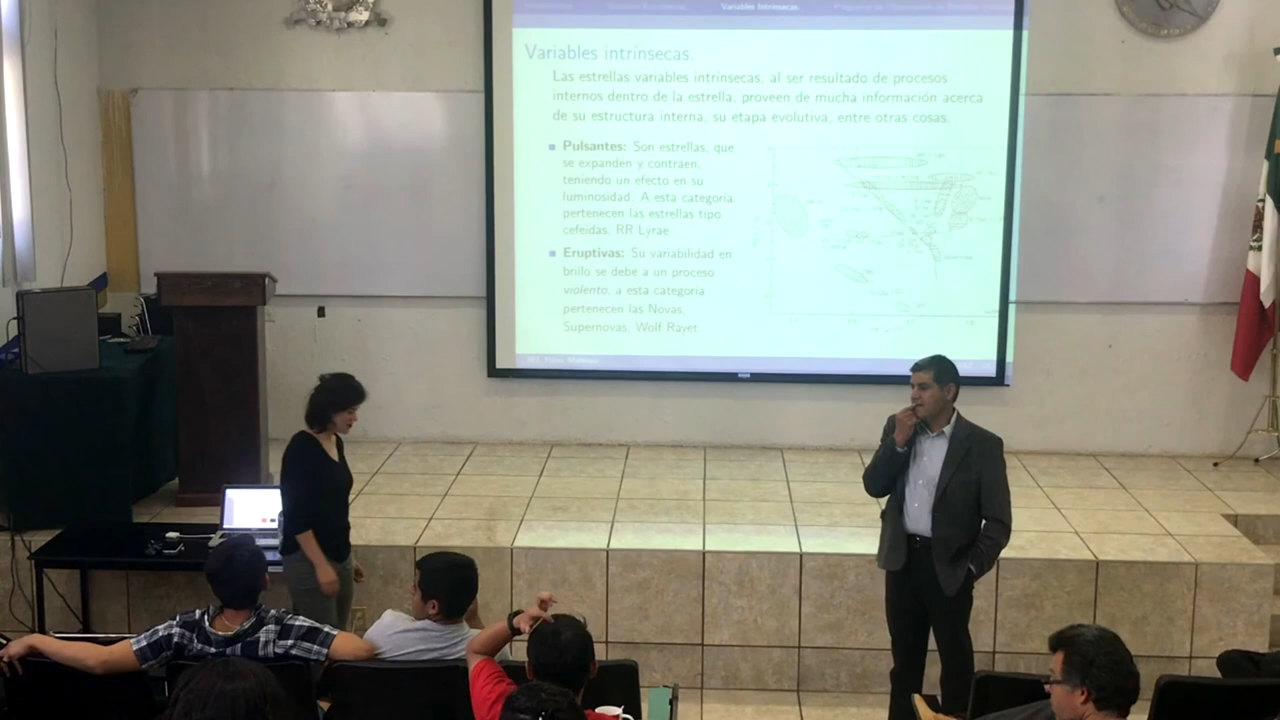 Variables Intrínsecas
Variables intrínsecas.
Las estrellas variables intrínsecas, al ser resultado de procesos
internos dentro de la estrella, proveen de mucha información acerca
de su estructura interna, su etapa evolutiva, entre otras cosas.
Pulsantes: Son estrellas, que
se expanden y contraen,
teniendo un efecto en su
luminosidad. A esta categoría
pertenecen las estrellas tipo
cefeidas, RR Lyrae
Eruptivas: Su variabilidad en
brillo se debe a un proceso
violento, a esta categoría
pertenecen las Novas,
Supernovas, Wolf Rayet